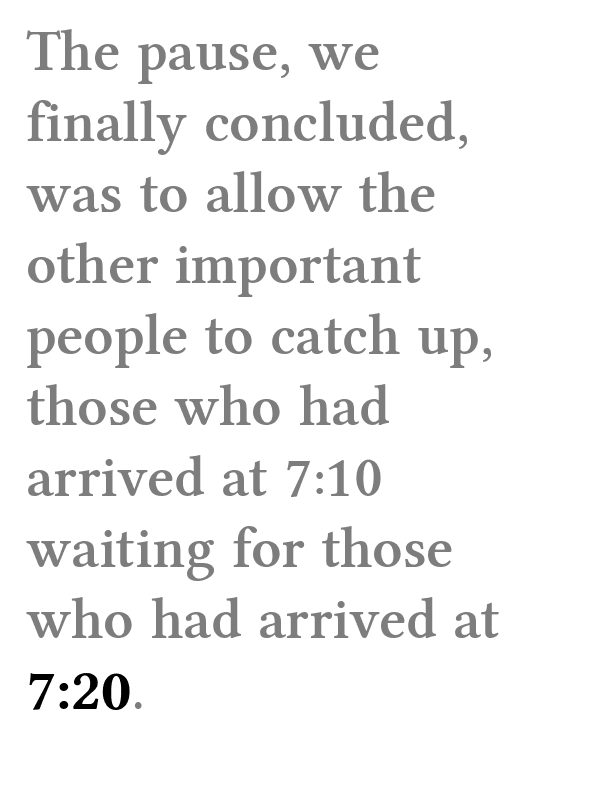 The pause, we
finally concluded,
was to allow the
other important
people to catch up,
those who had
arrived at 7:10
waiting for those
who had arrived at
7:20.